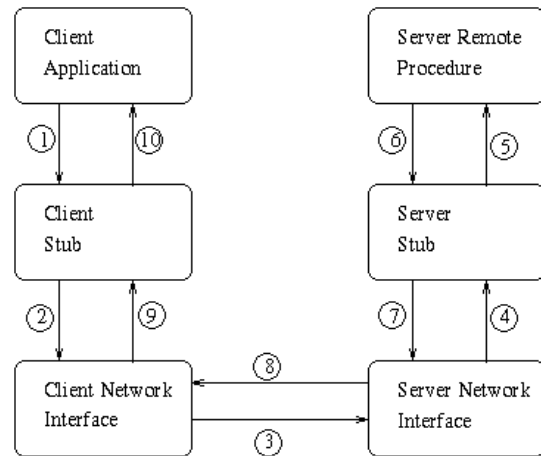 Client
Application
Server Remote
Procedure
1
10
6
5
Client
Stub
Server
Stub
2
9
7
4
8
Client Network
Interface
Server Network
Interface
3